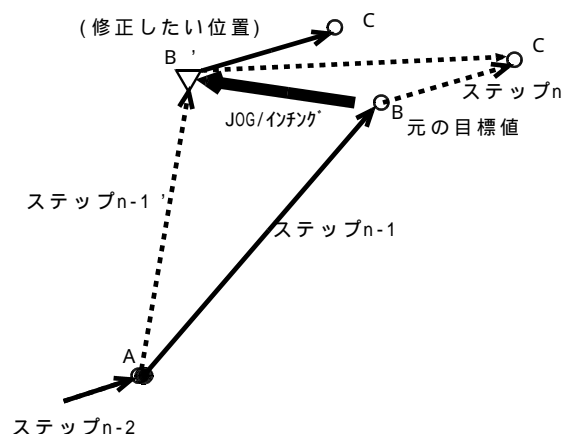 (修正したい位置)
C
B '
C
ステップn
JOG/ｲﾝﾁﾝｸﾞ
B
元の目標値
ステップn-1 '
ステップn-1
A
ステップn-2